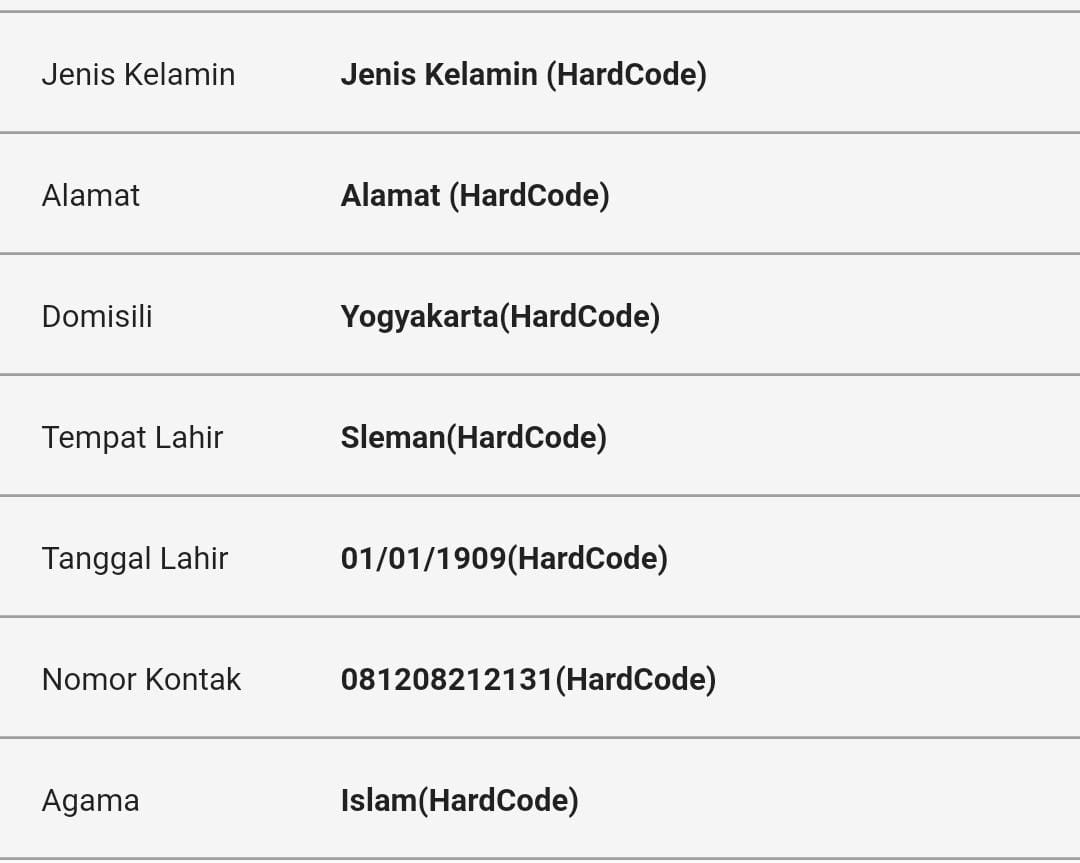 Jenis Kelamin Jenis Kelamin (HardCode)
Alamat Alamat (HardCode)
Domisili Yogyakarta(HardCode)
Tempat Lahir Sleman(HardCode)
Tanggal Lahir 01/01/1909(HardCode)
Nomor Kontak 081208212131(HardCode)
Agama Islam(HardCode)